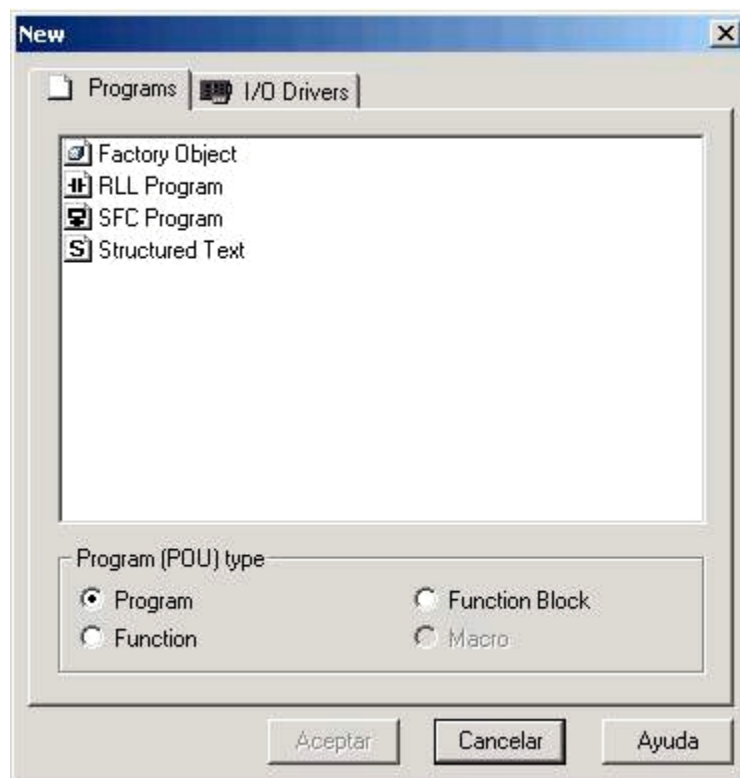 New
Programs I/O Drivers
Factory Object
RLL Program
SFC Program
Structured Text
Program (POU) type
Program Function Block
Function Macro
Aceptar Cancelar Ayuda